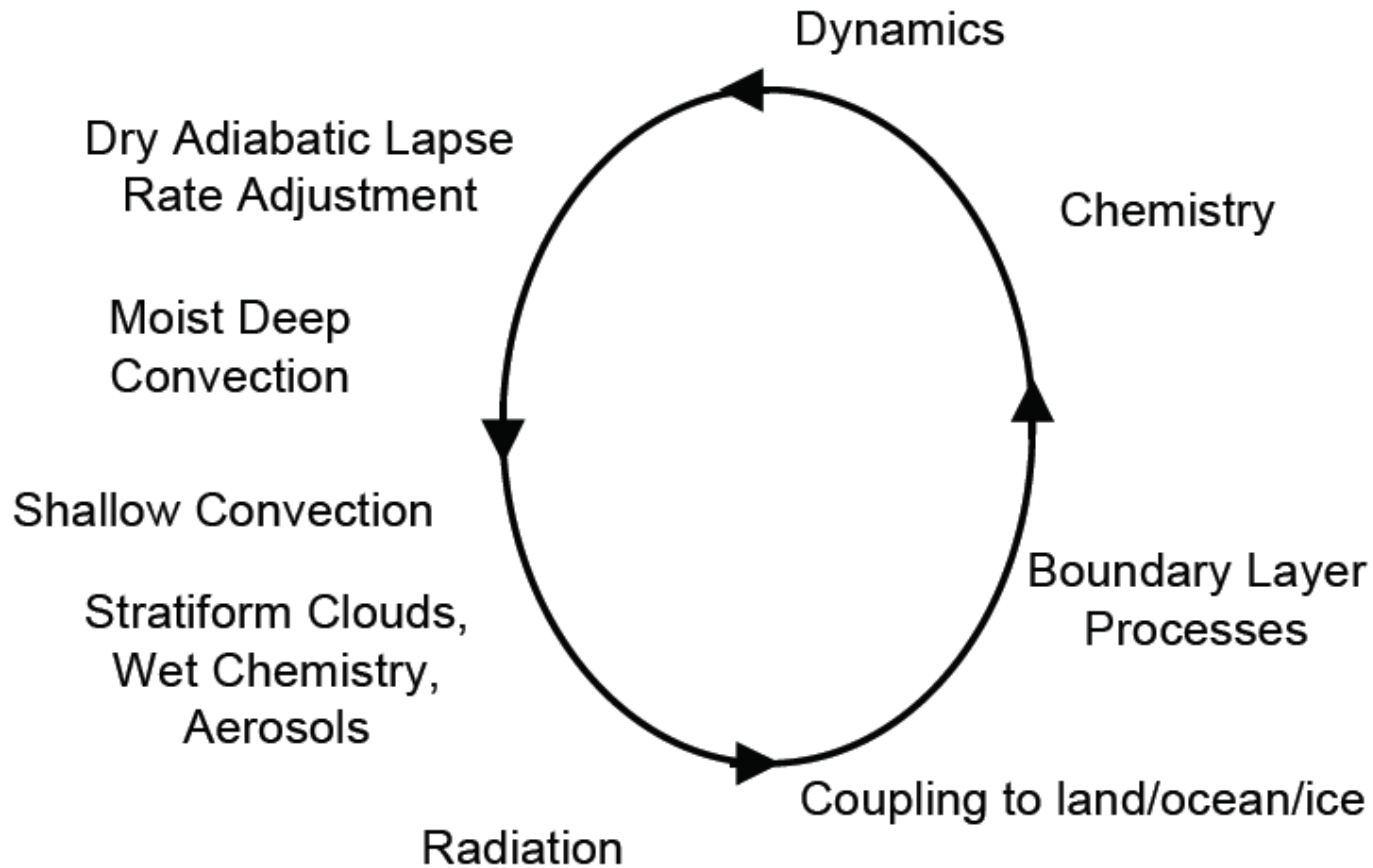 Dynamics
Dry Adiabatic Lapse
Rate Adjustment
Chemistry
Moist Deep
Convection
Shallow Convection
Boundary Layer
Processes
Stratiform Clouds,
Wet Chemistry,
Aerosols
Coupling to land/ocean/ice
Radiation